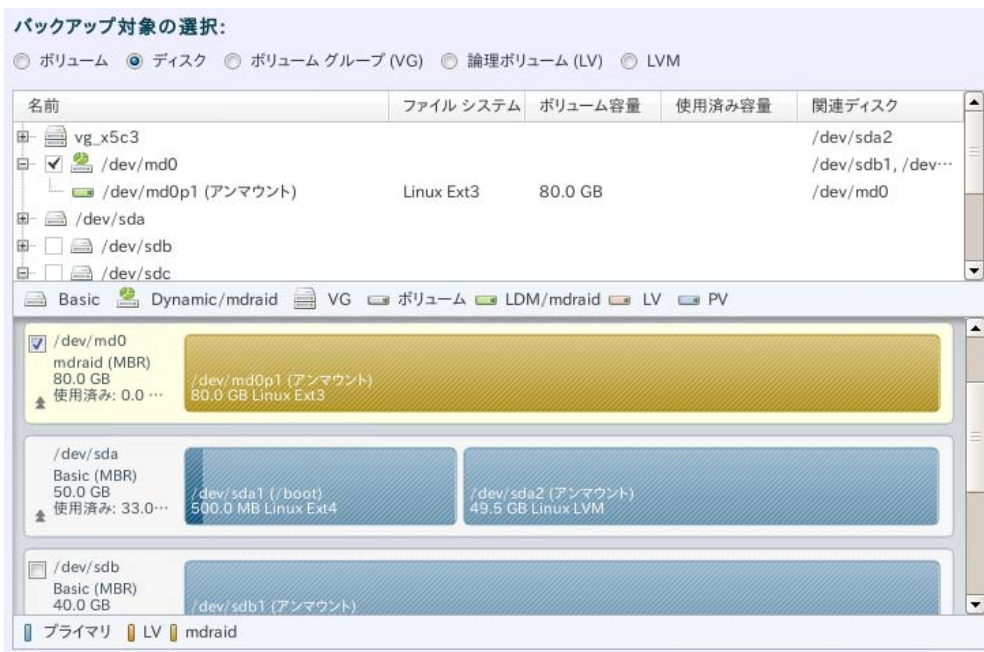 バックアップ対象の選択:
ボリューム ディスク ボリューム グループ (VG) 論理ボリューム (LV) LVM
名前 ファイル システム ボリューム容量 使用済み容量 関連ディスク
vg_x5c3 /dev/sda2
/dev/md0 /dev/sdb1, /dev…
/dev/md0p1 (アンマウント) Linux Ext3 80.0 GB /dev/md0
/dev/sda
/dev/sdb
/dev/sdc
Basic Dynamic/mdraid VG ボリューム LDM/mdraid LV PV
/dev/md0
mdraid (MBR)
80.0 GB
使用済み: 0.0 …
/dev/md0p1 (アンマウント)
80.0 GB Linux Ext3
/dev/sda
Basic (MBR)
50.0 GB
使用済み: 33.0…
/dev/sda1 (/boot)
500.0 MB Linux Ext4
/dev/sda2 (アンマウント)
49.5 GB Linux LVM
/dev/sdb
Basic (MBR)
40.0 GB
/dev/sdb1 (アンマウント)
プライマリ LV mdraid